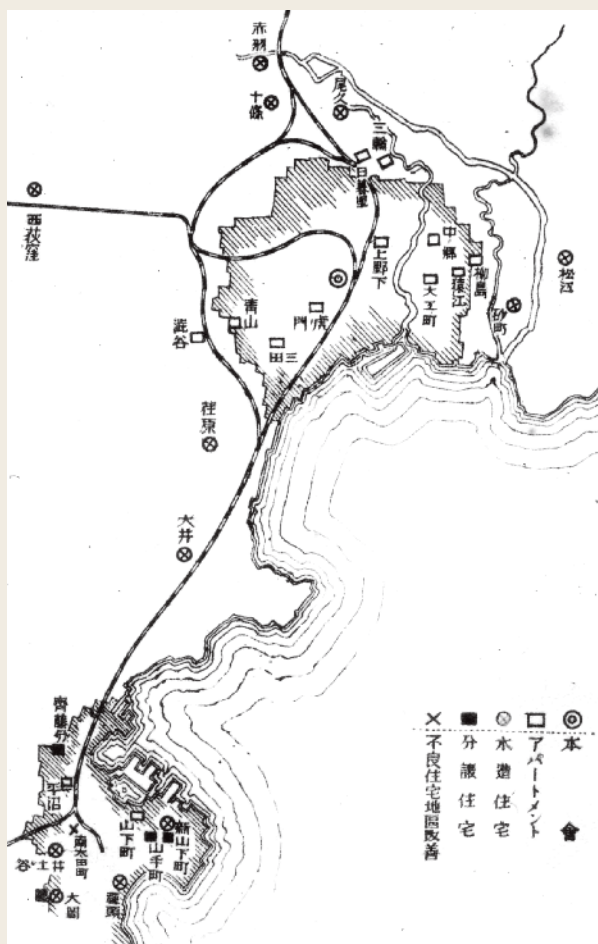 赤羽
十條
尾久
三輪
日暮里
西荻窪
上野下
中郷
大工町
猿江
柳島
砂町
松江
青山
虎ノ門
三田
澁谷
荏原
大井
齊藤分
平沼
南太田町
井土ヶ谷
大岡
瀧頭
山下町
山手町
新山下町
本會
アパートメント
木造住宅
分讓住宅
不良住宅地區改善